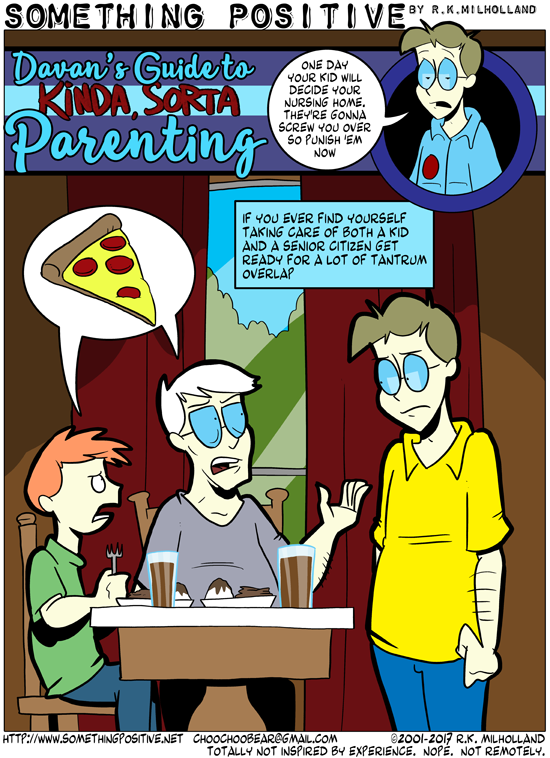 SOMETHING POSITIVE BY R.K.MILHOLLAND
Davan's Guide to
KINDA, SORTA
Parenting
ONE DAY
YOUR KID WILL
DECIDE YOUR
NURSING HOME.
THEY'RE GONNA
SCREW YOU OVER
SO PUNISH 'EM
NOW
IF YOU EVER FIND YOURSELF
TAKING CARE OF BOTH A KID
AND A SENIOR CITIZEN GET
READY FOR A LOT OF TANTRUM
OVERLAP
HTTP://WWW.SOMETHINGPOSITIVE.NET CHOOCHOOBEAR@GMAIL.COM ©2001-2017 R.K. MILHOLLAND
TOTALLY NOT INSPIRED BY EXPERIENCE. NOPE. NOT REMOTELY.